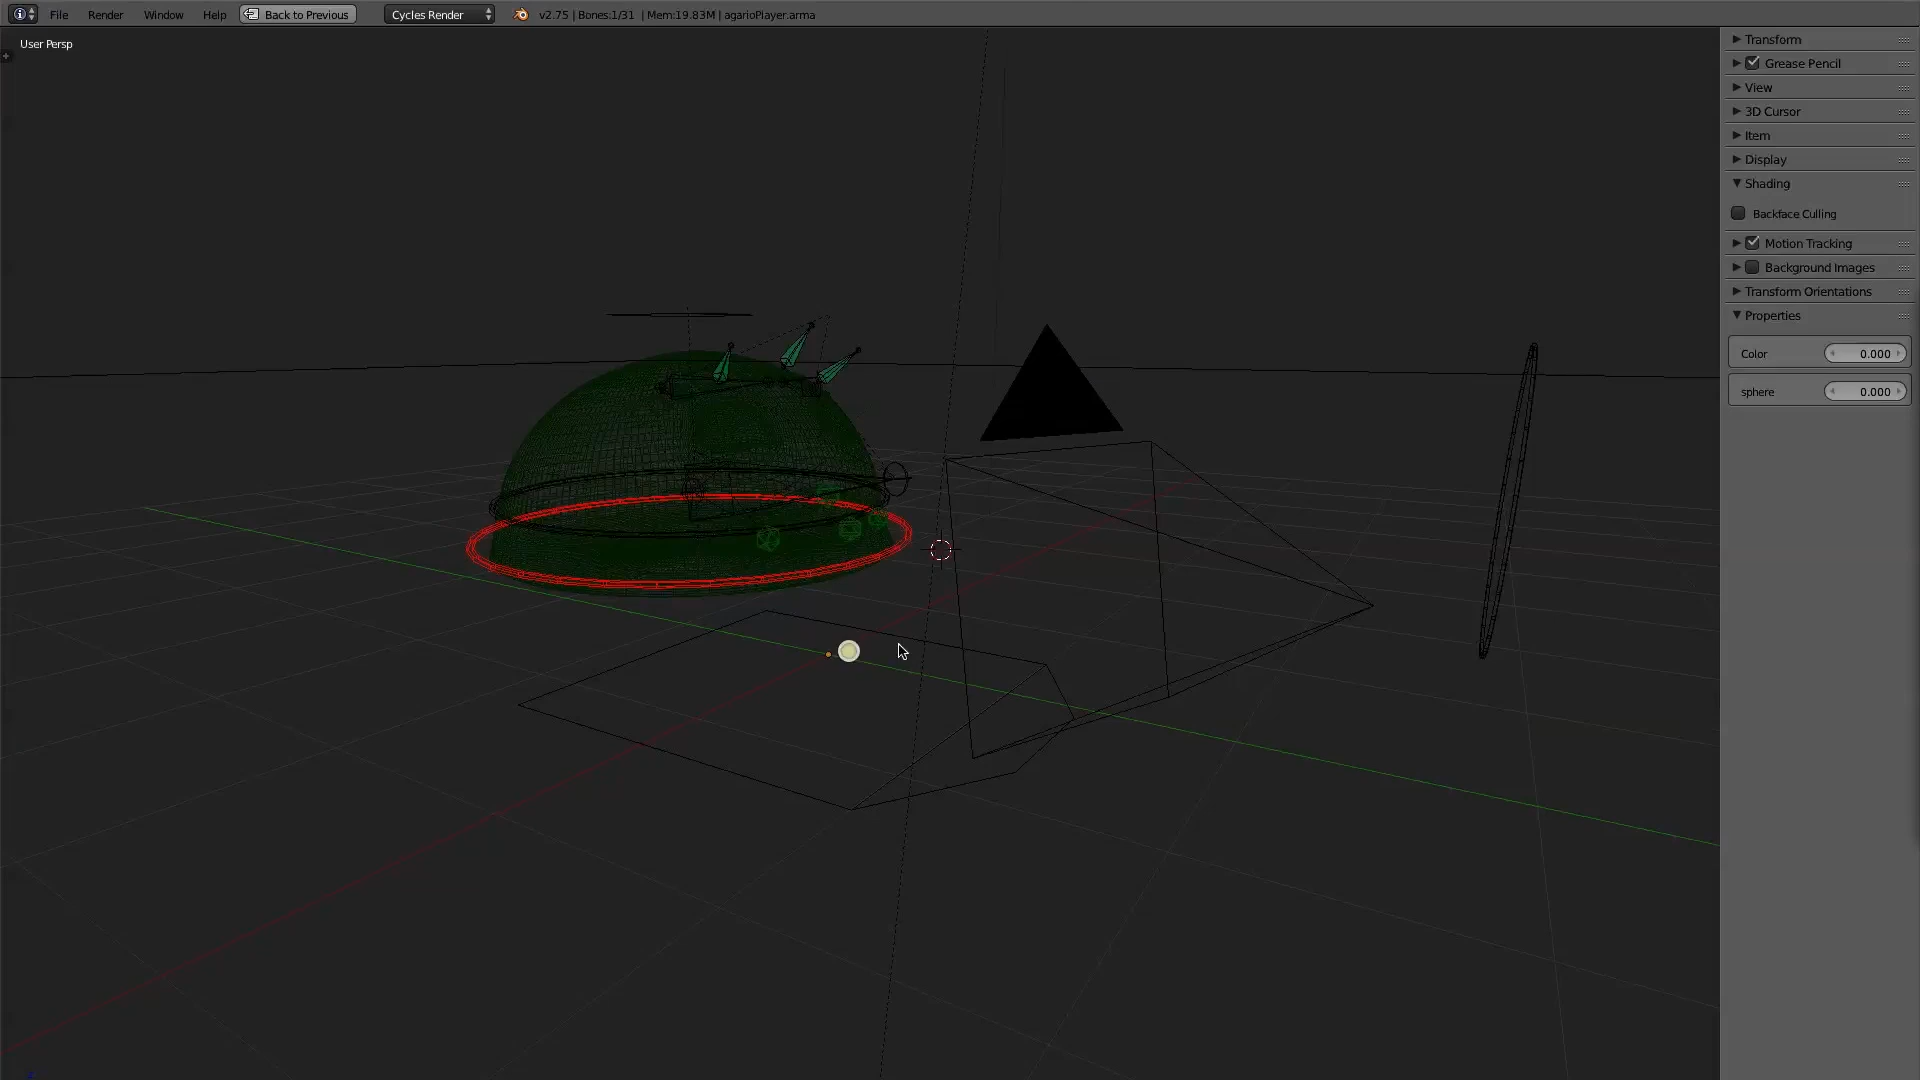 File Render Window Help Back to Previous Cycles Render v2.75 | Bones:1/31 | Mem:19.83M | agarioPlayer.arma
User Persp
Transform
Grease Pencil
View
3D Cursor
Item
Display
Shading
Backface Culling
Motion Tracking
Background Images
Transform Orientations
Properties
Color 0.000
sphere 0.000